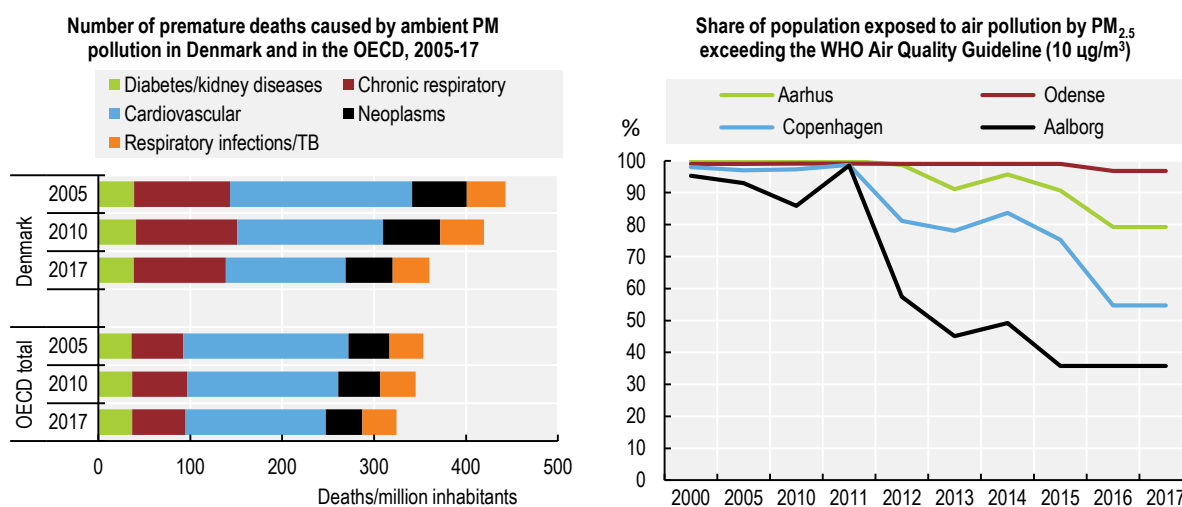 Number of premature deaths caused by ambient PM
pollution in Denmark and in the OECD, 2005-17
Diabetes/kidney diseases
Chronic respiratory
Cardiovascular
Neoplasms
Respiratory infections/TB
Denmark
2005
2010
2017
OECD total
2005
2010
2017
0 100 200 300 400 500
Deaths/million inhabitants
Share of population exposed to air pollution by PM2.5
exceeding the WHO Air Quality Guideline (10 µg/m³)
Aarhus
Odense
Copenhagen
Aalborg
%
100
90
80
70
60
50
40
30
20
10
0
2000 2005 2010 2011 2012 2013 2014 2015 2016 2017